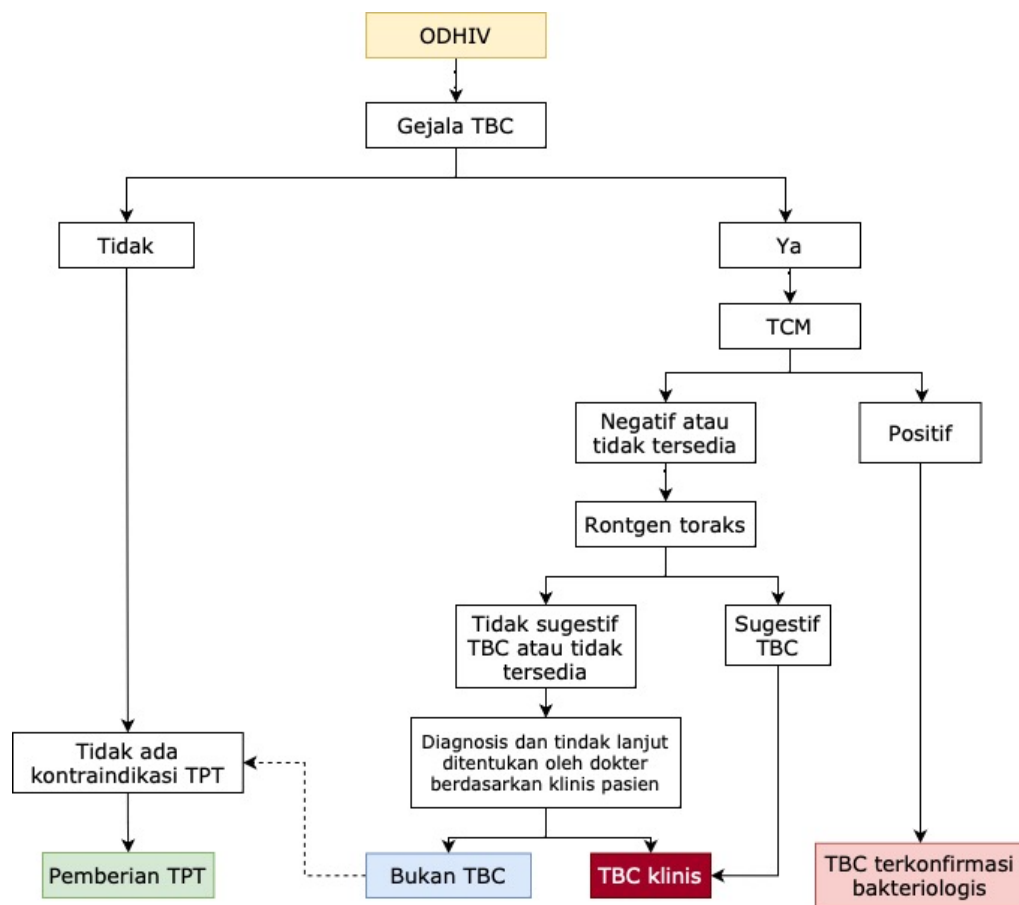 ODHIV
Gejala TBC
Tidak
Ya
TCM
Negatif atau
tidak tersedia
Positif
Rontgen toraks
Tidak sugestif
TBC atau tidak
tersedia
Sugestif
TBC
Diagnosis dan tindak lanjut
ditentukan oleh dokter
berdasarkan klinis pasien
Tidak ada
kontraindikasi TPT
Pemberian TPT
Bukan TBC
TBC klinis
TBC terkonfirmasi
bakteriologis